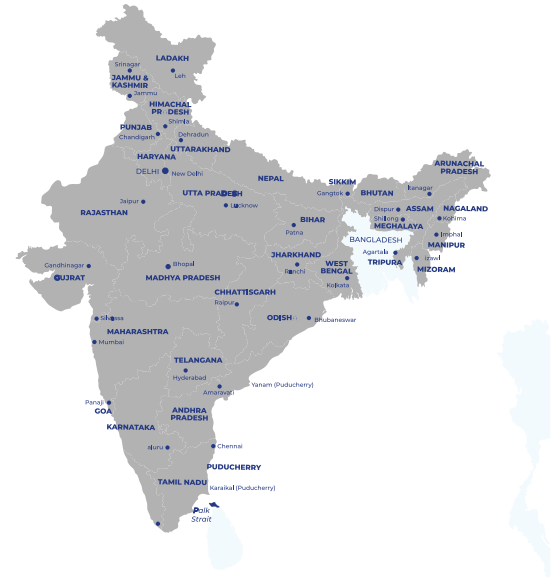 LADAKH
Srinagar
Leh
JAMMU &
KASHMIR
Jammu
HIMACHAL
PR DESH
Shimla
PUNJAB
Chandigarh
Dehradun
UTTARAKHAND
HARYANA
DELHI
New Delhi
NEPAL
SIKKIM
Gangtok
BHUTAN
ARUNACHAL
PRADESH
Itanagar
UTTA PRADESH
Lucknow
Jaipur
RAJASTHAN
Dispur
ASSAM
NAGALAND
Shillong
Kohima
MEGHALAYA
BIHAR
Patna
Imphal
MANIPUR
BANGLADESH
Agartala
TRIPURA
izawl
MIZORAM
JHARKHAND
Ranchi
WEST
BENGAL
Kolkata
Gandhinagar
GUJRAT
Bhopal
MADHYA PRADESH
CHHATTISGARH
Raipur
ODISH
Bhubaneswar
Silvassa
MAHARASHTRA
Mumbai
TELANGANA
Hyderabad
Yanam (Puducherry)
Amaravati
Panaji
GOA
ANDHRA
PRADESH
KARNATAKA
aluru
Chennai
PUDUCHERRY
TAMIL NADU
Karaikal (Puducherry)
Palk
Strait